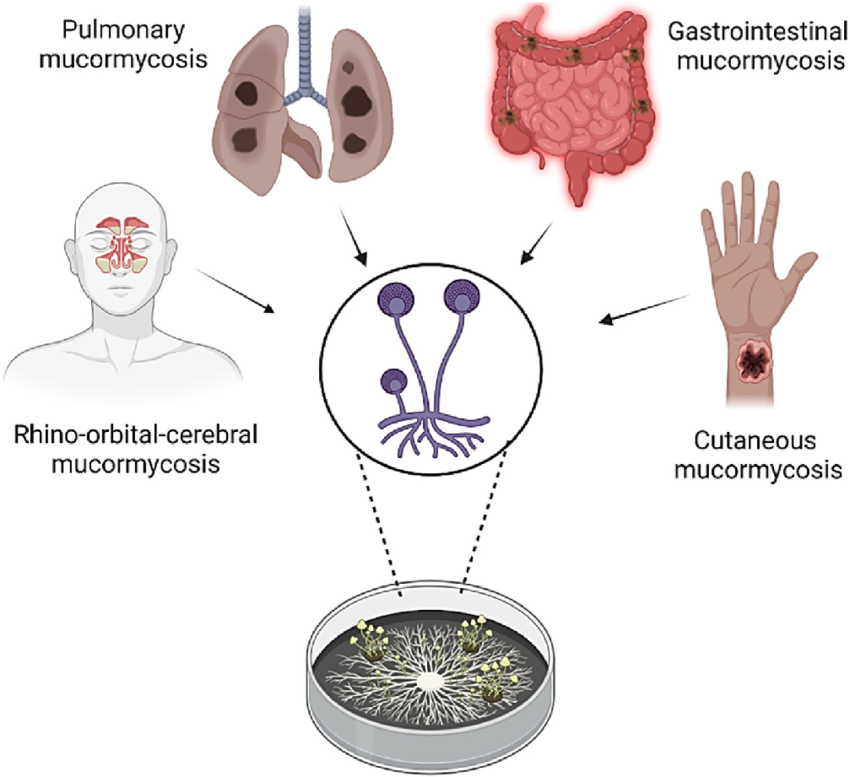 Pulmonary
mucormycosis
Gastrointestinal
mucormycosis
Rhino-orbital-cerebral
mucormycosis
Cutaneous
mucormycosis